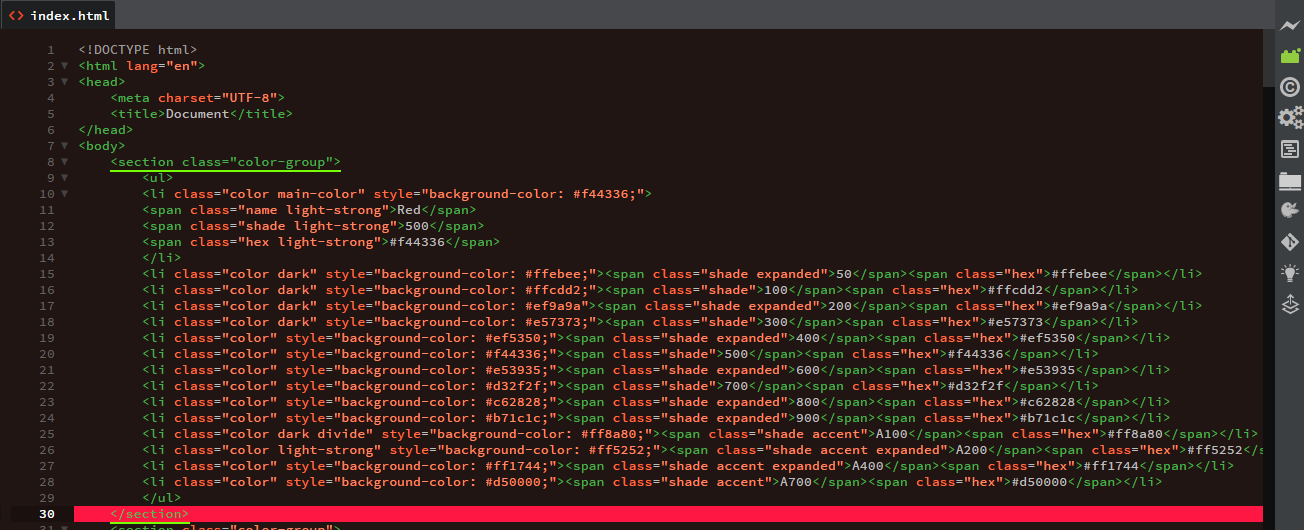 <> index.html
1 <!DOCTYPE html>
2 <html lang="en">
3 <head>
4 <meta charset="UTF-8">
5 <title>Document</title>
6 </head>
7 <body>
8 <section class="color-group">
9 <ul>
10 <li class="color main-color" style="background-color: #f44336;">
11 <span class="name light-strong">Red</span>
12 <span class="shade light-strong">500</span>
13 <span class="hex light-strong">#f44336</span>
14 </li>
15 <li class="color dark" style="background-color: #ffebee;"><span class="shade expanded">50</span><span class="hex">#ffebee</span></li>
16 <li class="color dark" style="background-color: #ffcdd2;"><span class="shade">100</span><span class="hex">#ffcdd2</span></li>
17 <li class="color dark" style="background-color: #ef9a9a"><span class="shade expanded">200</span><span class="hex">#ef9a9a</span></li>
18 <li class="color dark" style="background-color: #e57373;"><span class="shade">300</span><span class="hex">#e57373</span></li>
19 <li class="color" style="background-color: #ef5350;"><span class="shade expanded">400</span><span class="hex">#ef5350</span></li>
20 <li class="color" style="background-color: #f44336;"><span class="shade">500</span><span class="hex">#f44336</span></li>
21 <li class="color" style="background-color: #e53935;"><span class="shade expanded">600</span><span class="hex">#e53935</span></li>
22 <li class="color" style="background-color: #d32f2f;"><span class="shade">700</span><span class="hex">#d32f2f</span></li>
23 <li class="color" style="background-color: #c62828;"><span class="shade expanded">800</span><span class="hex">#c62828</span></li>
24 <li class="color" style="background-color: #b71c1c;"><span class="shade expanded">900</span><span class="hex">#b71c1c</span></li>
25 <li class="color dark divide" style="background-color: #ff8a80;"><span class="shade accent">A100</span><span class="hex">#ff8a80</span></li>
26 <li class="color light-strong" style="background-color: #ff5252;"><span class="shade accent expanded">A200</span><span class="hex">#ff5252</s
27 <li class="color" style="background-color: #ff1744;"><span class="shade accent expanded">A400</span><span class="hex">#ff1744</span></li>
28 <li class="color" style="background-color: #d50000;"><span class="shade accent">A700</span><span class="hex">#d50000</span></li>
29 </ul>
30 </section>
31 <section class="color-group">